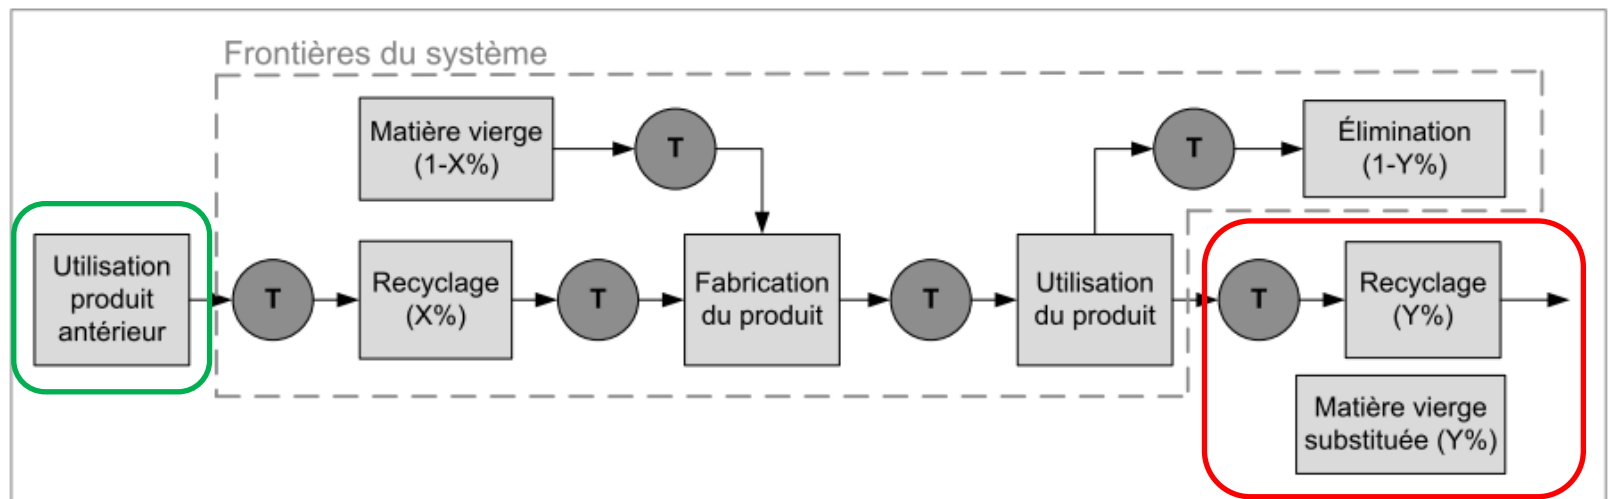 Frontières du système
Matière vierge
(1-X%)
T
T
Élimination
(1-Y%)
Utilisation
produit
antérieur
T
Recyclage
(X%)
T
Fabrication
du produit
T
Utilisation
du produit
T
Recyclage
(Y%)
Matière vierge
substituée (Y%)